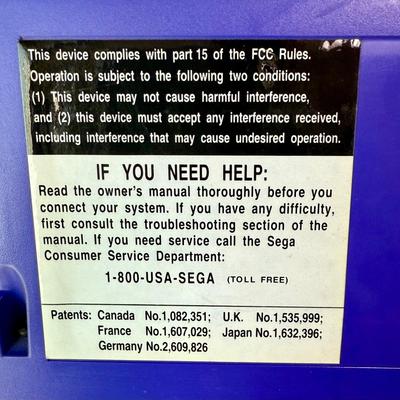 This device complies with part 15 of the FCC Rules.
Operation is subject to the following two conditions:
(1) This device may not cause harmful interference,
and (2) this device must accept any interference received,
including interference that may cause undesired operation.
IF YOU NEED HELP:
Read the owner's manual thoroughly before you
connect your system. If you have any difficulty,
first consult the troubleshooting section of the
manual. If you need service call the Sega
Consumer Service Department:
1-800-USA-SEGA (TOLL FREE)
Patents: Canada No.1,082,351; U.K. No.1,535,999;
France No.1,607,029; Japan No.1,632,396;
Germany No.2,609,826